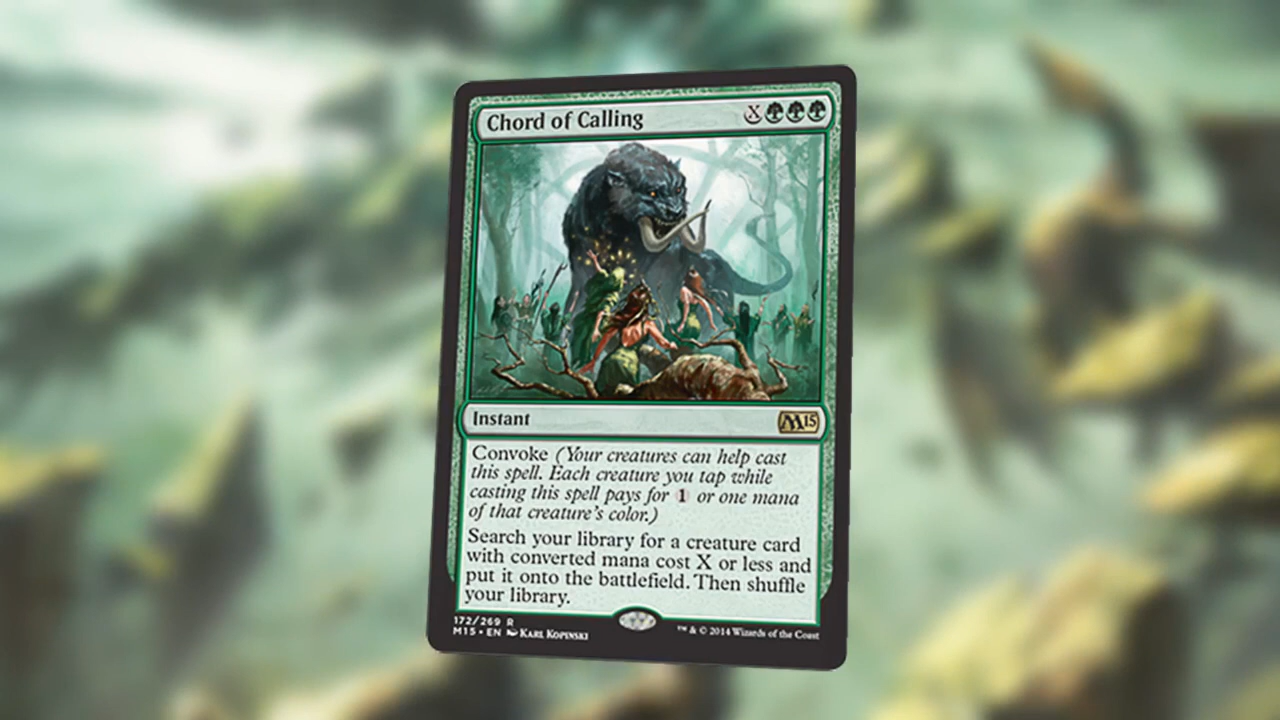 Chord of Calling X
Instant M15
Convoke (Your creatures can help cast
this spell. Each creature you tap while
casting this spell pays for 1 or one mana
of that creature's color.)
Search your library for a creature card
with converted mana cost X or less and
put it onto the battlefield. Then shuffle
your library.
172/269 R
M15 • EN Karl Kopinski ™ & © 2014 Wizards of the Coast